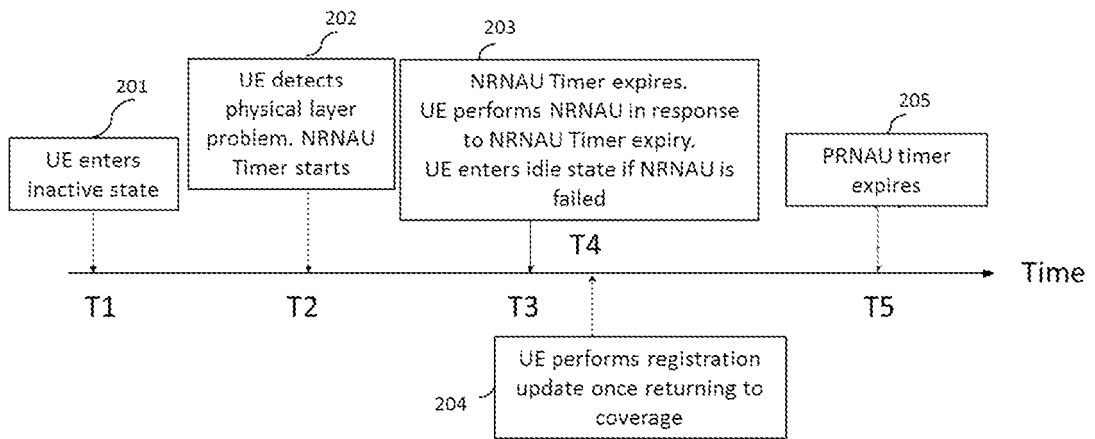 201
UE enters
inactive state
202
UE detects
physical layer
problem. NRNAU
Timer starts
203
NRNAU Timer expires.
UE performs NRNAU in response
to NRNAU Timer expiry.
UE enters idle state if NRNAU is
failed
205
PRNAU timer
expires
T4
Time
T1
T2
T3
T5
204
UE performs registration
update once returning to
coverage